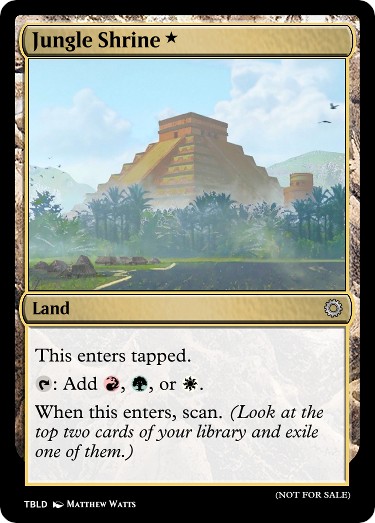 Jungle Shrine ★
Land
This enters tapped.
: Add , , or .
When this enters, scan. (Look at the
top two cards of your library and exile
one of them.)
TBLD Matthew Watts
(NOT FOR SALE)